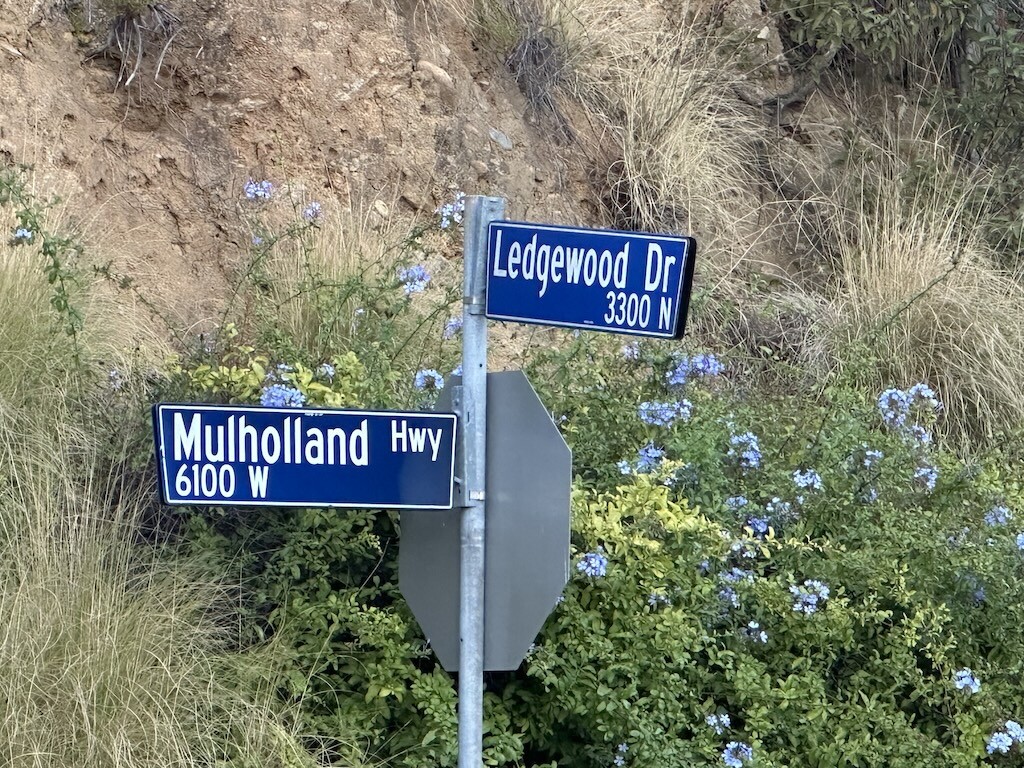 Ledgewood Dr
3300 N
Mulholland Hwy
6100 W